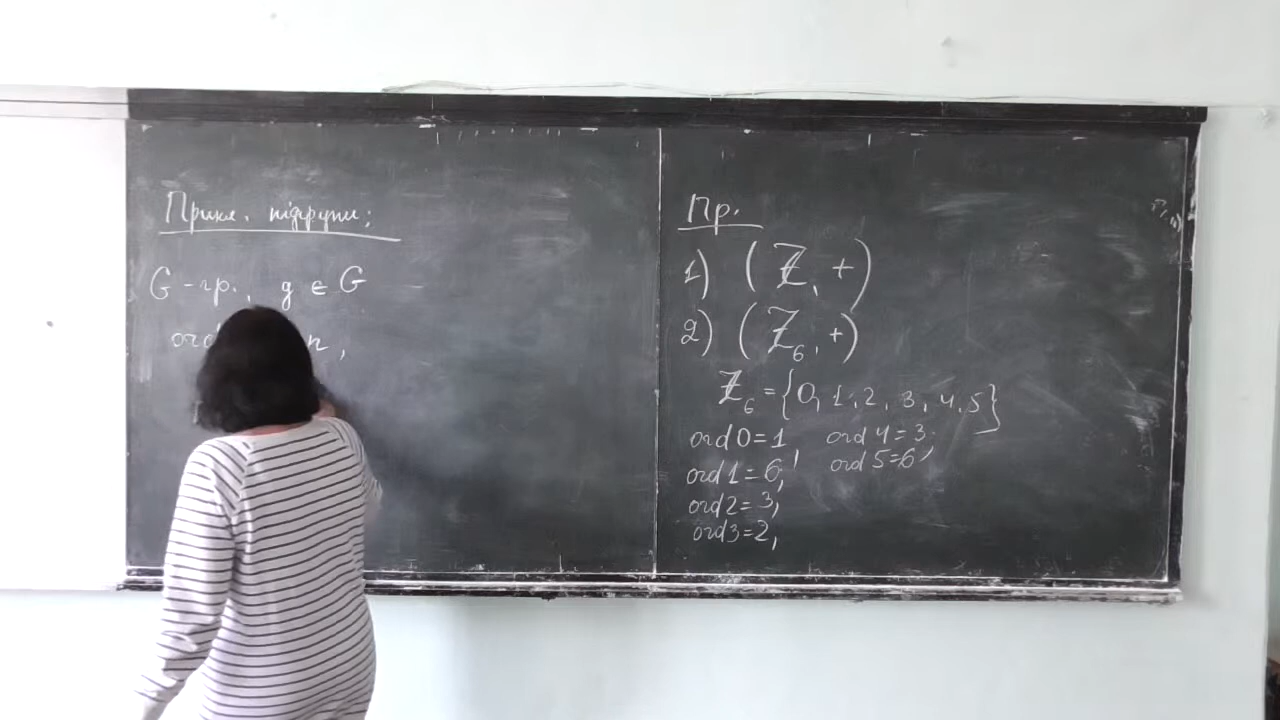 Прикл. підгрупи:
G - гр., g ∈ G
ord n,
Пр.
1) (ℤ, +)
2) (ℤ₆, +)
ℤ₆ = {0, 1, 2, 3, 4, 5}
ord 0 = 1, ord 4 = 3,
ord 1 = 6, ord 5 = 6,
ord 2 = 3,
ord 3 = 2,